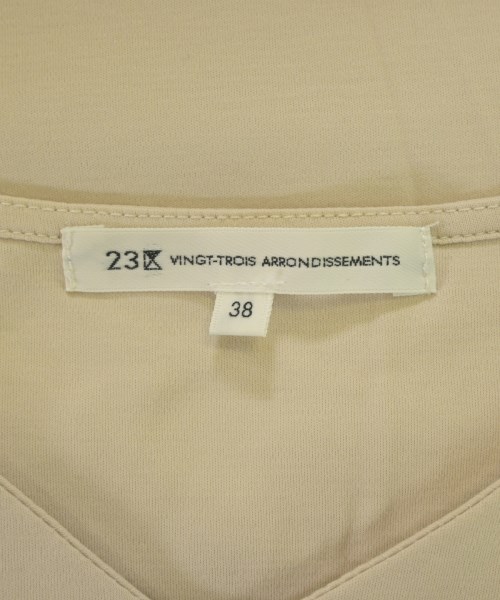 23区 VINGT-TROIS ARRONDISSEMENTS
38